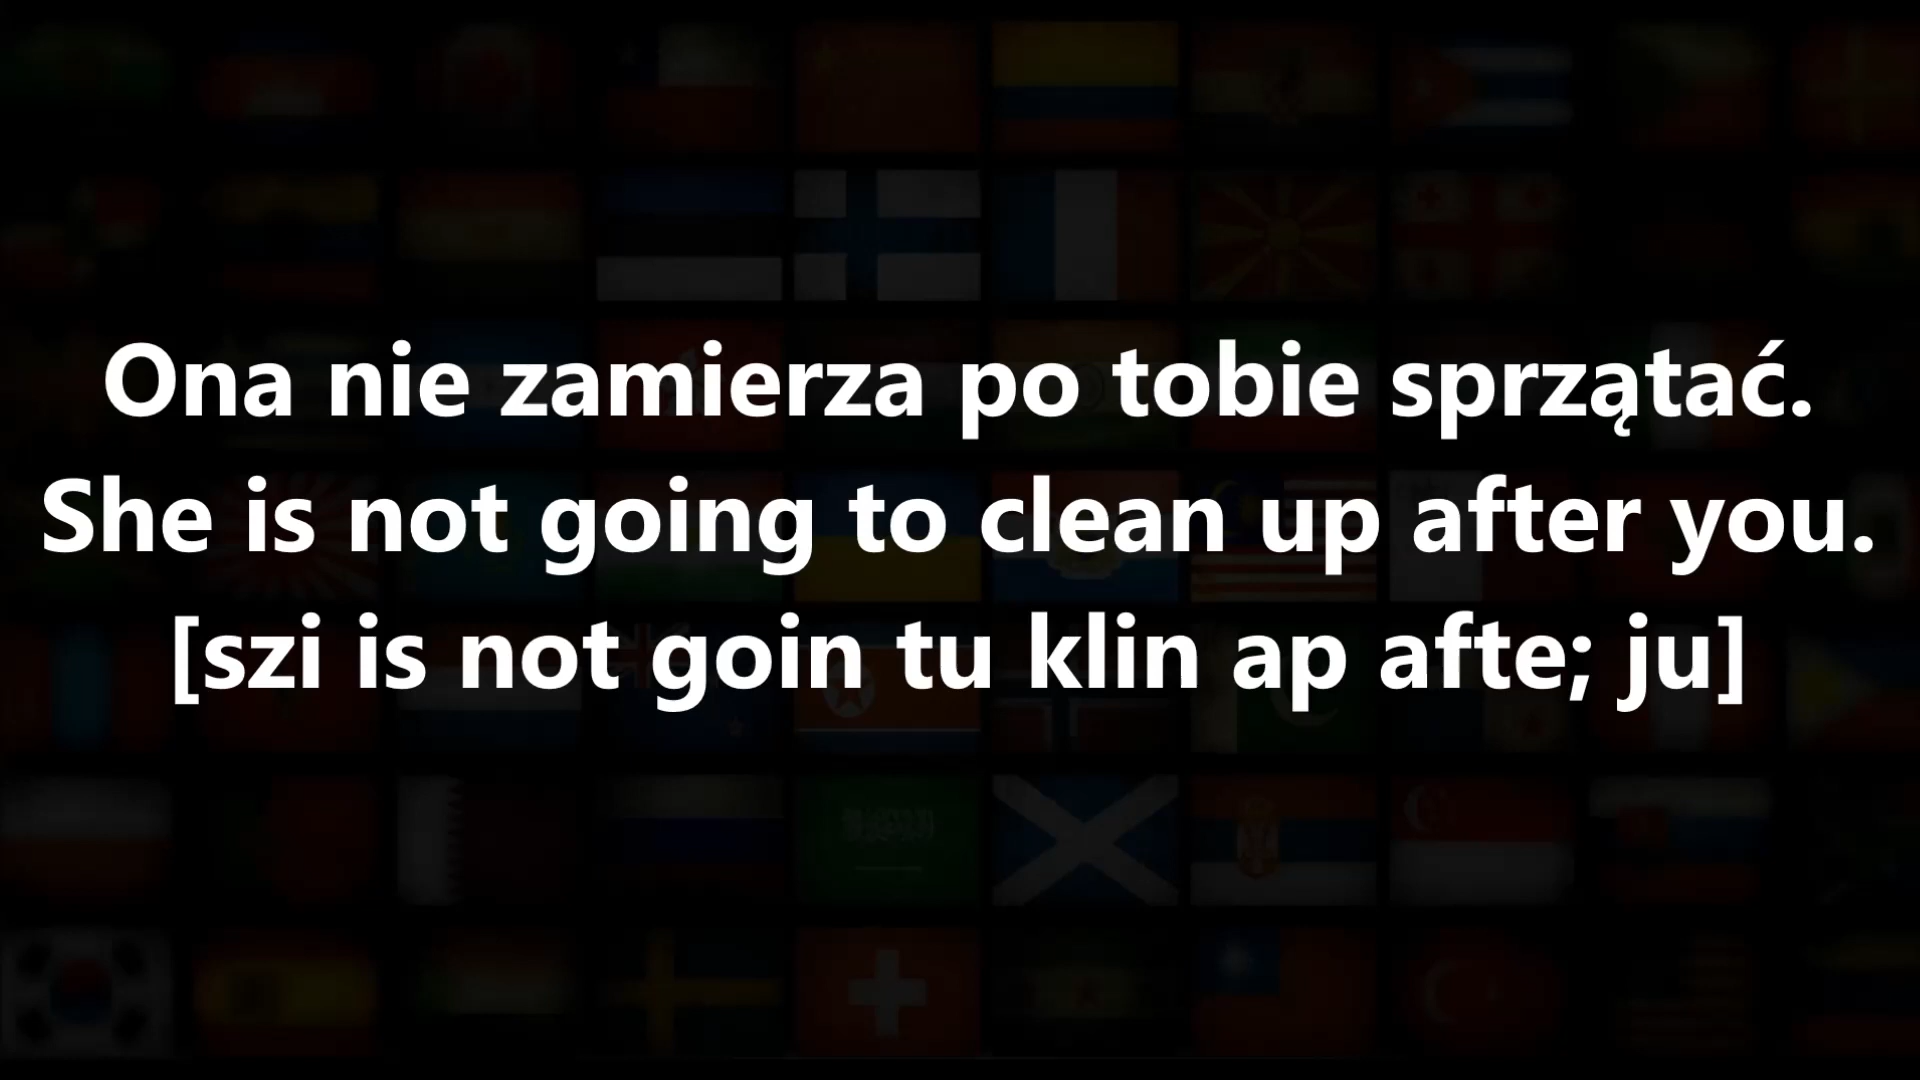 Ona nie zamierza po tobie sprzątać.
She is not going to clean up after you.
[szi is not goin tu klin ap afte; ju]